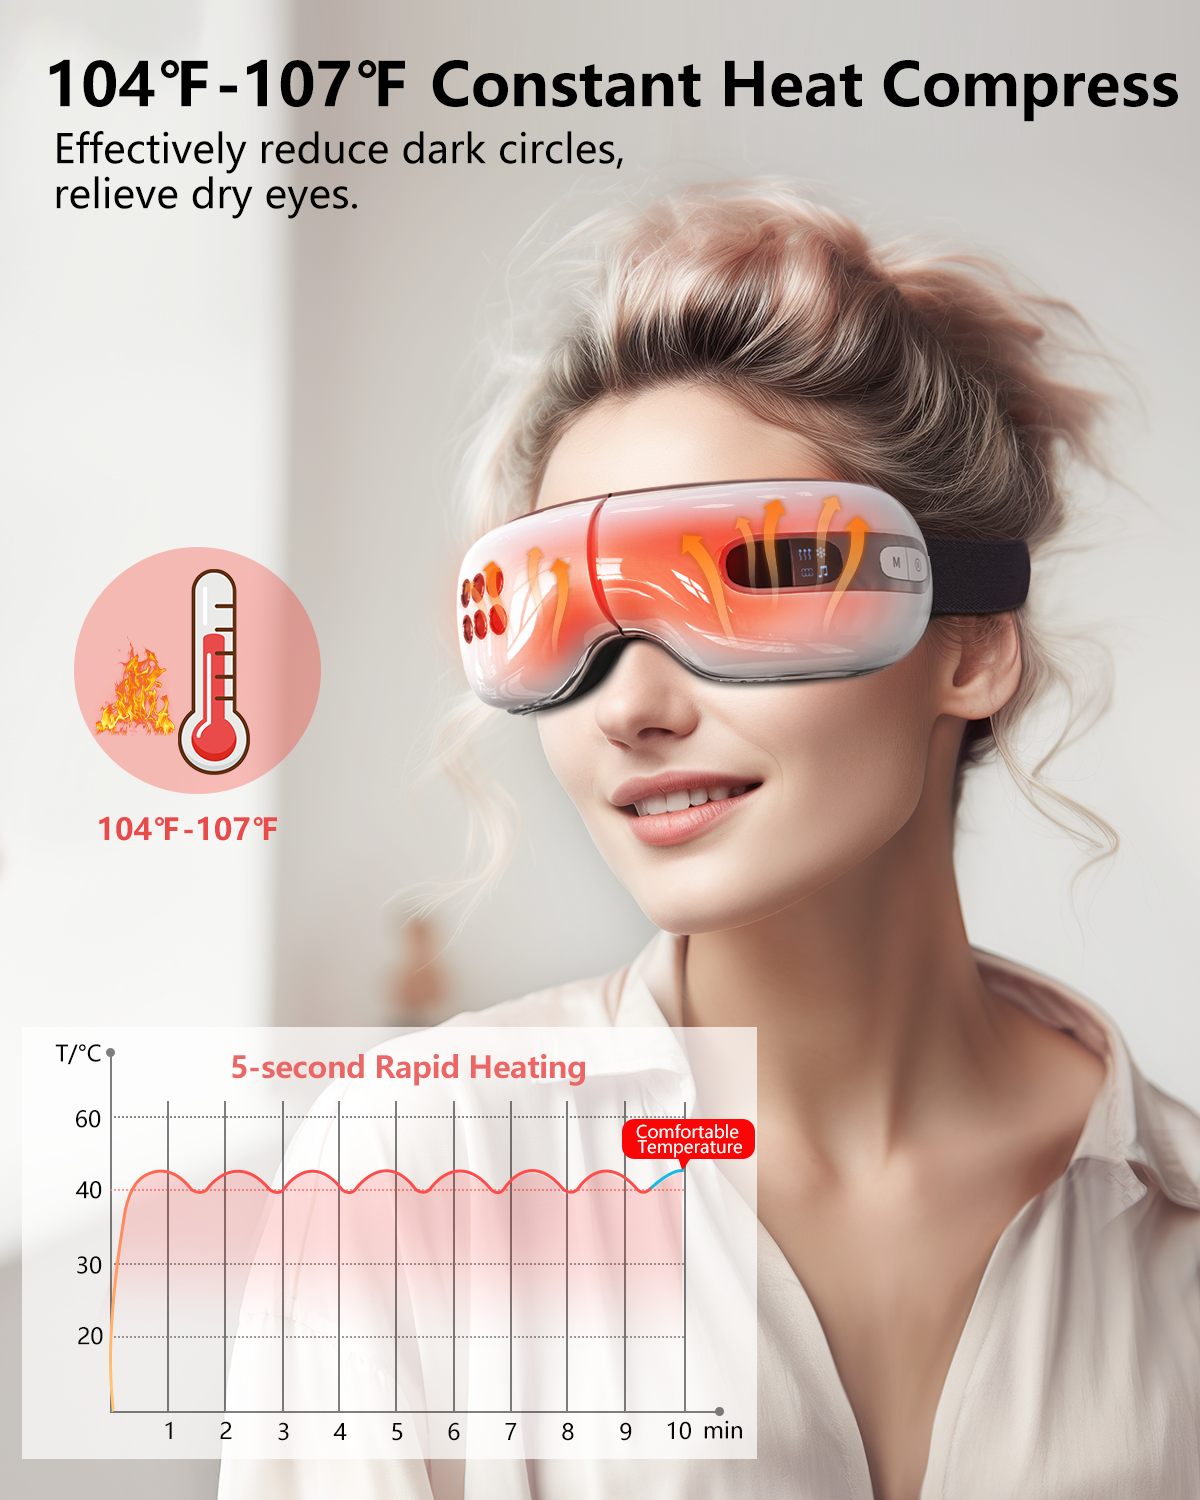 104℉-107℉ Constant Heat Compress
Effectively reduce dark circles,
relieve dry eyes.
M
104℉-107℉
T/°C
5-second Rapid Heating
60
Comfortable
Temperature
40
30
20
1 2 3 4 5 6 7 8 9 10 min